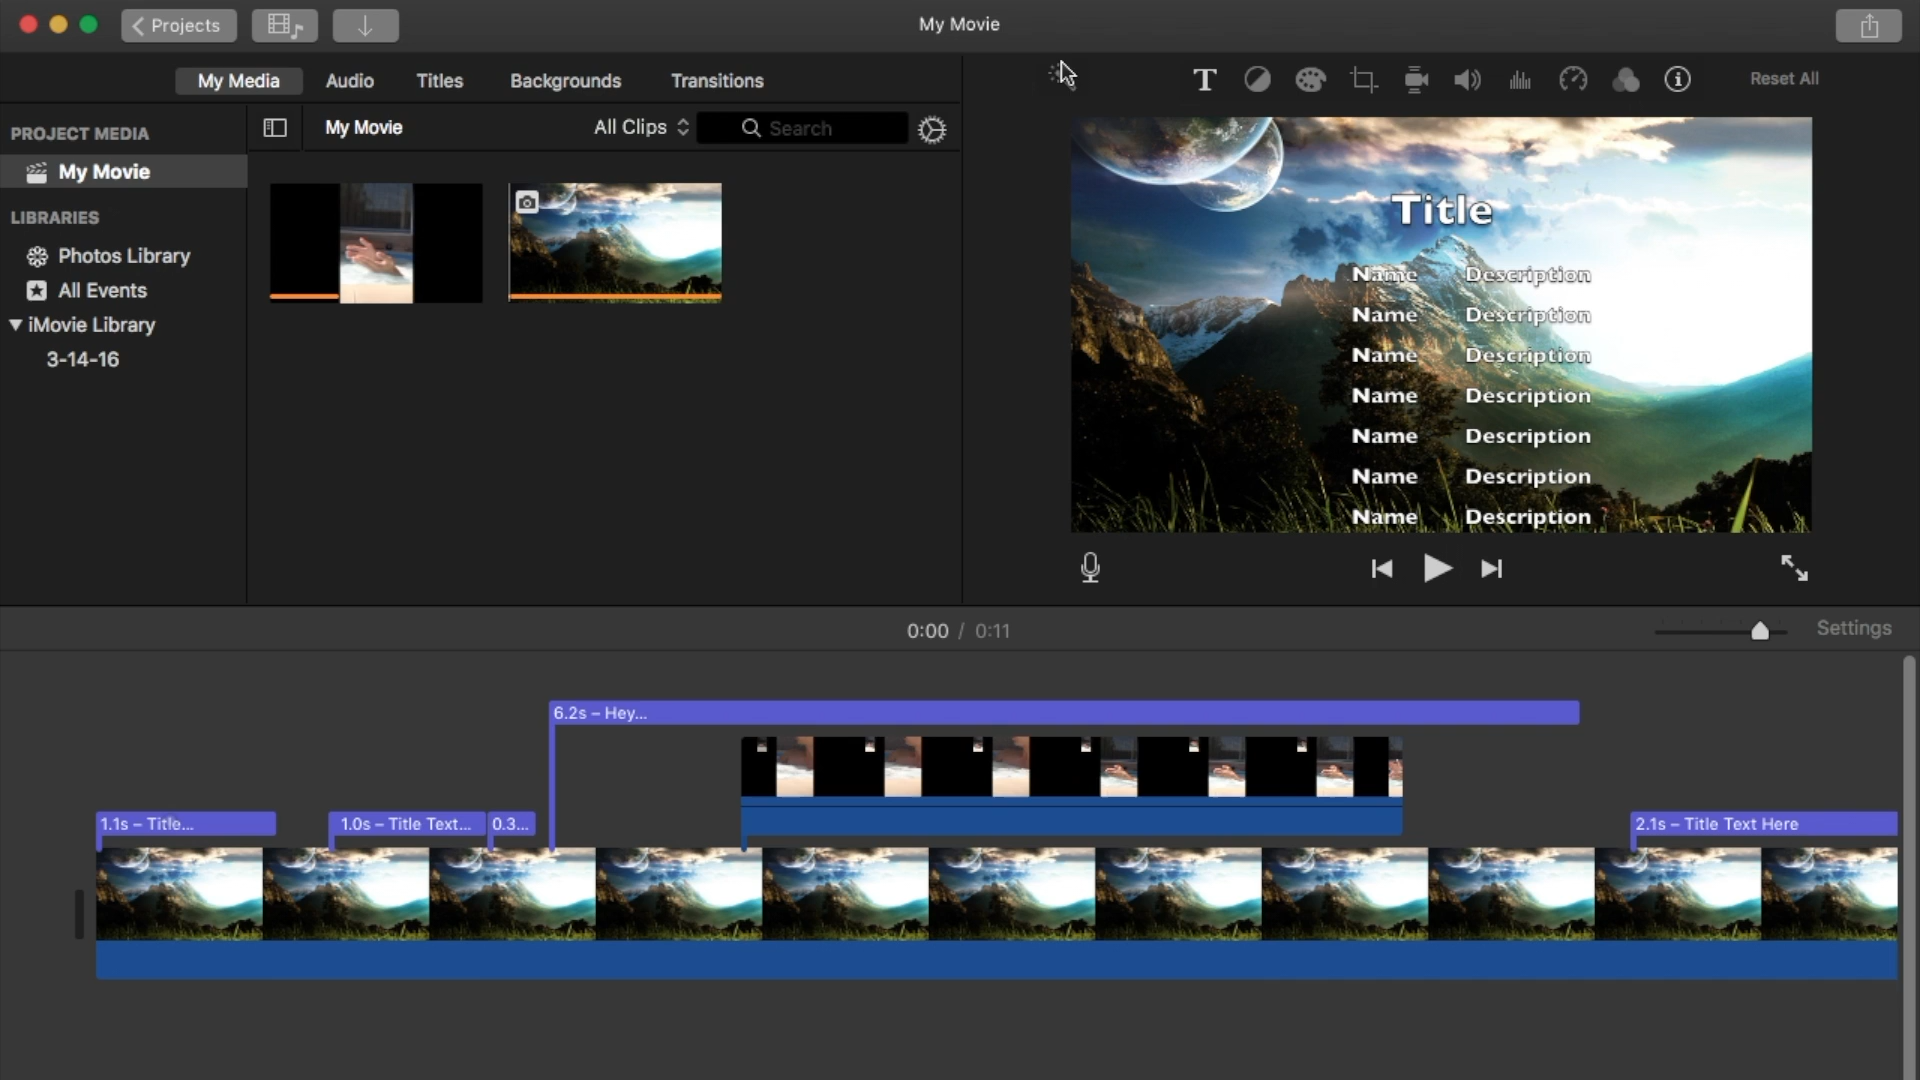 Projects
My Movie
My Media
Audio
Titles
Backgrounds
Transitions
Reset All
PROJECT MEDIA
My Movie
LIBRARIES
Photos Library
All Events
iMovie Library
3-14-16
My Movie
All Clips
Search
Title
Name Description
Name Description
Name Description
Name Description
Name Description
Name Description
Name Description
0:00 / 0:11
Settings
6.2s – Hey...
1.1s – Title...
1.0s – Title Text...
0.3...
2.1s – Title Text Here